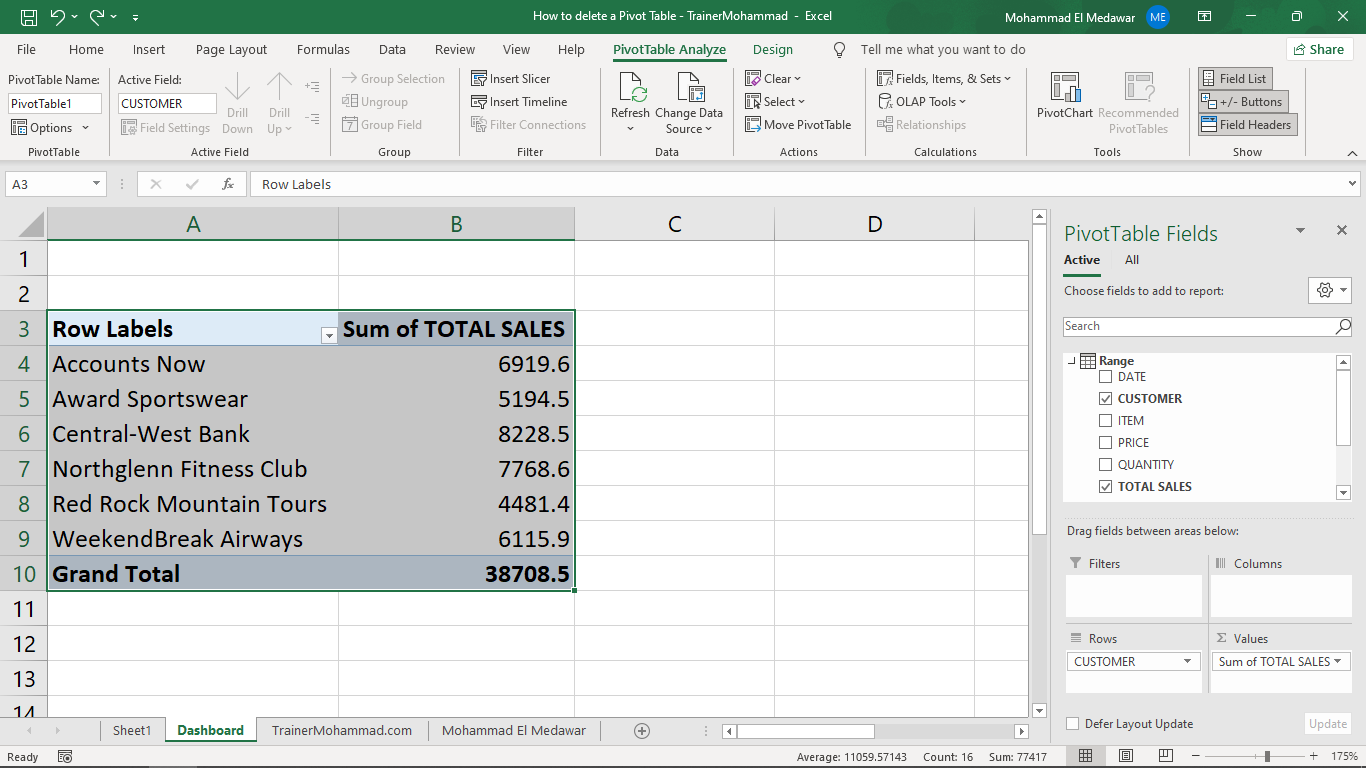 How to delete a Pivot Table - TrainerMohammad - Excel
Mohammad El Medawar ME
File Home Insert Page Layout Formulas Data Review View Help PivotTable Analyze Design Tell me what you want to do Share
PivotTable Name:
PivotTable1
Options
PivotTable
Active Field:
CUSTOMER
Field Settings
Drill Down
Drill Up
Active Field
Group Selection
Ungroup
Group Field
Group
Insert Slicer
Insert Timeline
Filter Connections
Filter
Refresh
Change Data Source
Data
Clear
Select
Move PivotTable
Actions
Fields, Items, & Sets
OLAP Tools
Relationships
Calculations
PivotChart
Recommended PivotTables
Tools
Field List
+/- Buttons
Field Headers
Show
A3 fx Row Labels
A B C D
1
2
3 Row Labels Sum of TOTAL SALES
4 Accounts Now 6919.6
5 Award Sportswear 5194.5
6 Central-West Bank 8228.5
7 Northglenn Fitness Club 7768.6
8 Red Rock Mountain Tours 4481.4
9 WeekendBreak Airways 6115.9
10 Grand Total 38708.5
11
12
13
14
PivotTable Fields
Active All
Choose fields to add to report:
Search
Range
DATE
CUSTOMER
ITEM
PRICE
QUANTITY
TOTAL SALES
Drag fields between areas below:
Filters Columns
Rows Σ Values
CUSTOMER Sum of TOTAL SALES
Defer Layout Update Update
Sheet1 Dashboard TrainerMohammad.com Mohammad El Medawar
Ready Average: 11059.57143 Count: 16 Sum: 77417 175%